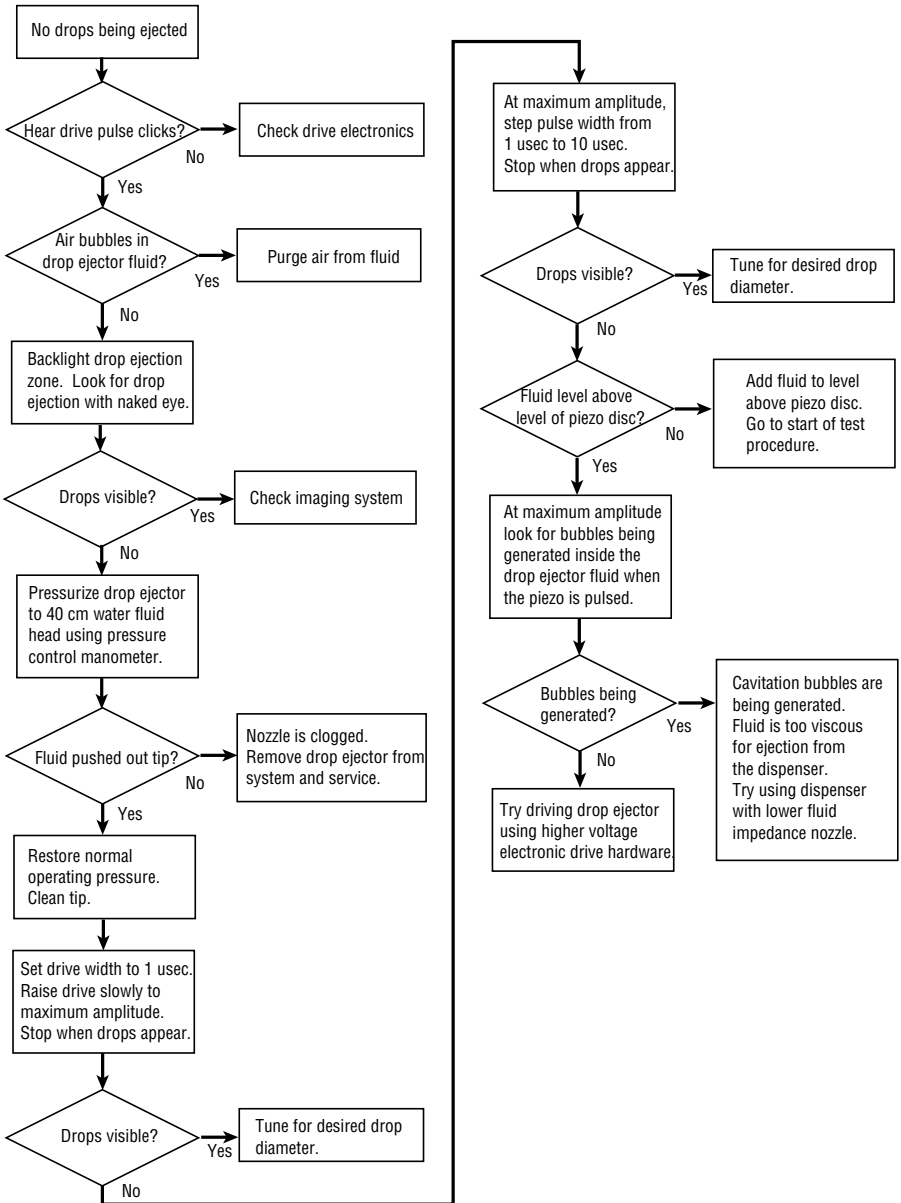 No drops being ejected
Hear drive pulse clicks?
No
Check drive electronics
Yes
Air bubbles in
drop ejector fluid?
Yes
Purge air from fluid
No
Backlight drop ejection
zone. Look for drop
ejection with naked eye.
Drops visible?
Yes
Check imaging system
No
Pressurize drop ejector
to 40 cm water fluid
head using pressure
control manometer.
Fluid pushed out tip?
No
Nozzle is clogged.
Remove drop ejector from
system and service.
Yes
Restore normal
operating pressure.
Clean tip.
Set drive width to 1 usec.
Raise drive slowly to
maximum amplitude.
Stop when drops appear.
Drops visible?
Yes
Tune for desired drop
diameter.
No
At maximum amplitude,
step pulse width from
1 usec to 10 usec.
Stop when drops appear.
Drops visible?
Yes
Tune for desired drop
diameter.
No
Fluid level above
level of piezo disc?
No
Add fluid to level
above piezo disc.
Go to start of test
procedure.
Yes
At maximum amplitude
look for bubbles being
generated inside the
drop ejector fluid when
the piezo is pulsed.
Bubbles being
generated?
Yes
Cavitation bubbles are
being generated.
Fluid is too viscous
for ejection from
the dispenser.
Try using dispenser
with lower fluid
impedance nozzle.
No
Try driving drop ejector
using higher voltage
electronic drive hardware.